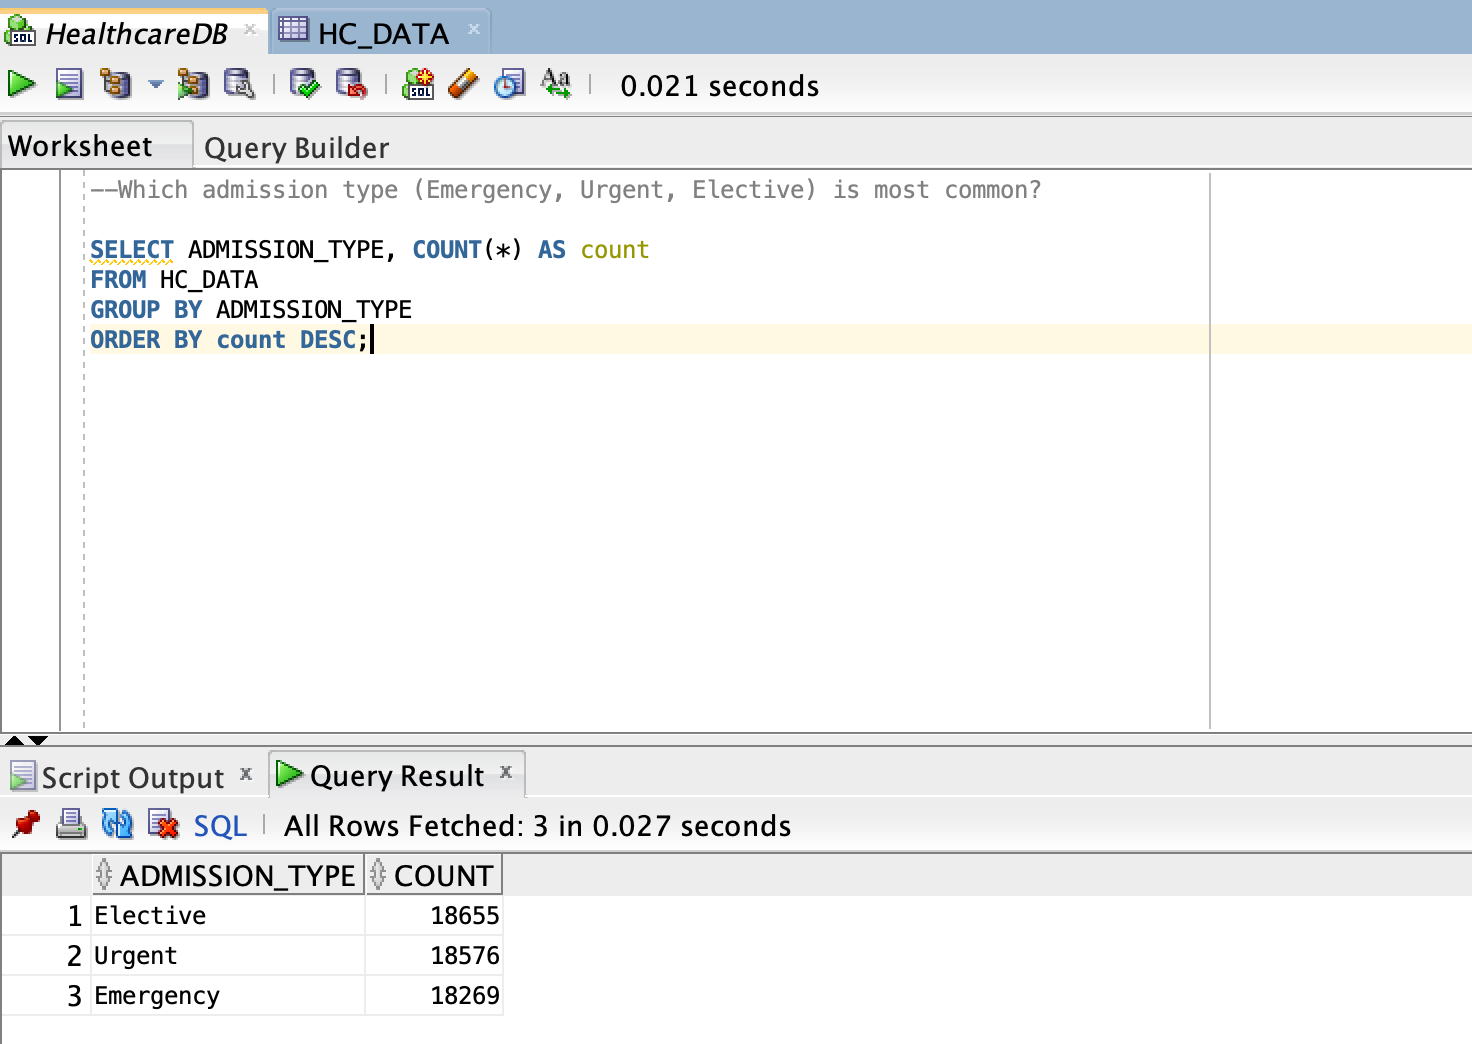 HealthcareDB
HC_DATA
0.021 seconds
Worksheet
Query Builder
--Which admission type (Emergency, Urgent, Elective) is most common?
SELECT ADMISSION_TYPE, COUNT(*) AS count
FROM HC_DATA
GROUP BY ADMISSION_TYPE
ORDER BY count DESC;
Script Output
Query Result
SQL All Rows Fetched: 3 in 0.027 seconds
ADMISSION_TYPE COUNT
1 Elective 18655
2 Urgent 18576
3 Emergency 18269